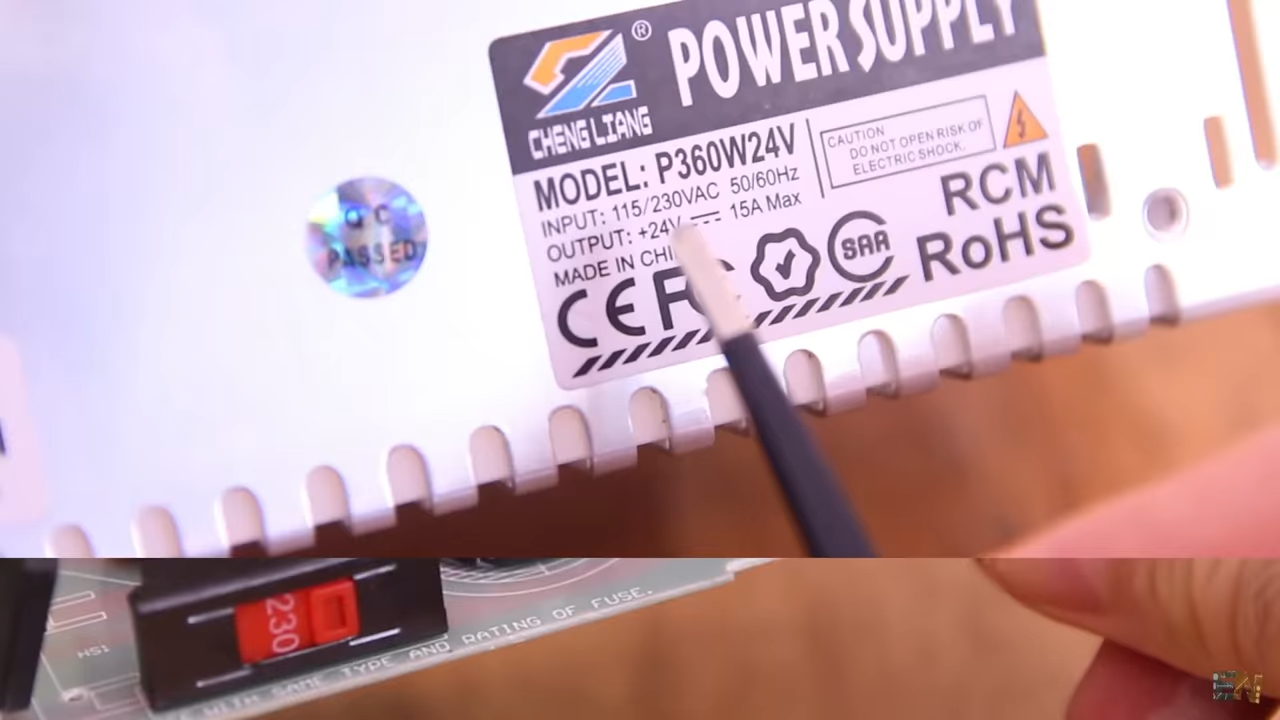 POWER SUPPLY
®
CHENG LIANG
MODEL: P360W24V
INPUT: 115/230VAC 50/60Hz
OUTPUT: +24V 15A Max
MADE IN
CAUTION
DO NOT OPEN RISK OF
ELECTRIC SHOCK.
RCM
RoHS
SAA
CE
QC
PASSED
230
HS1
WITH SAME TYPE AND RATING OF FUSE.